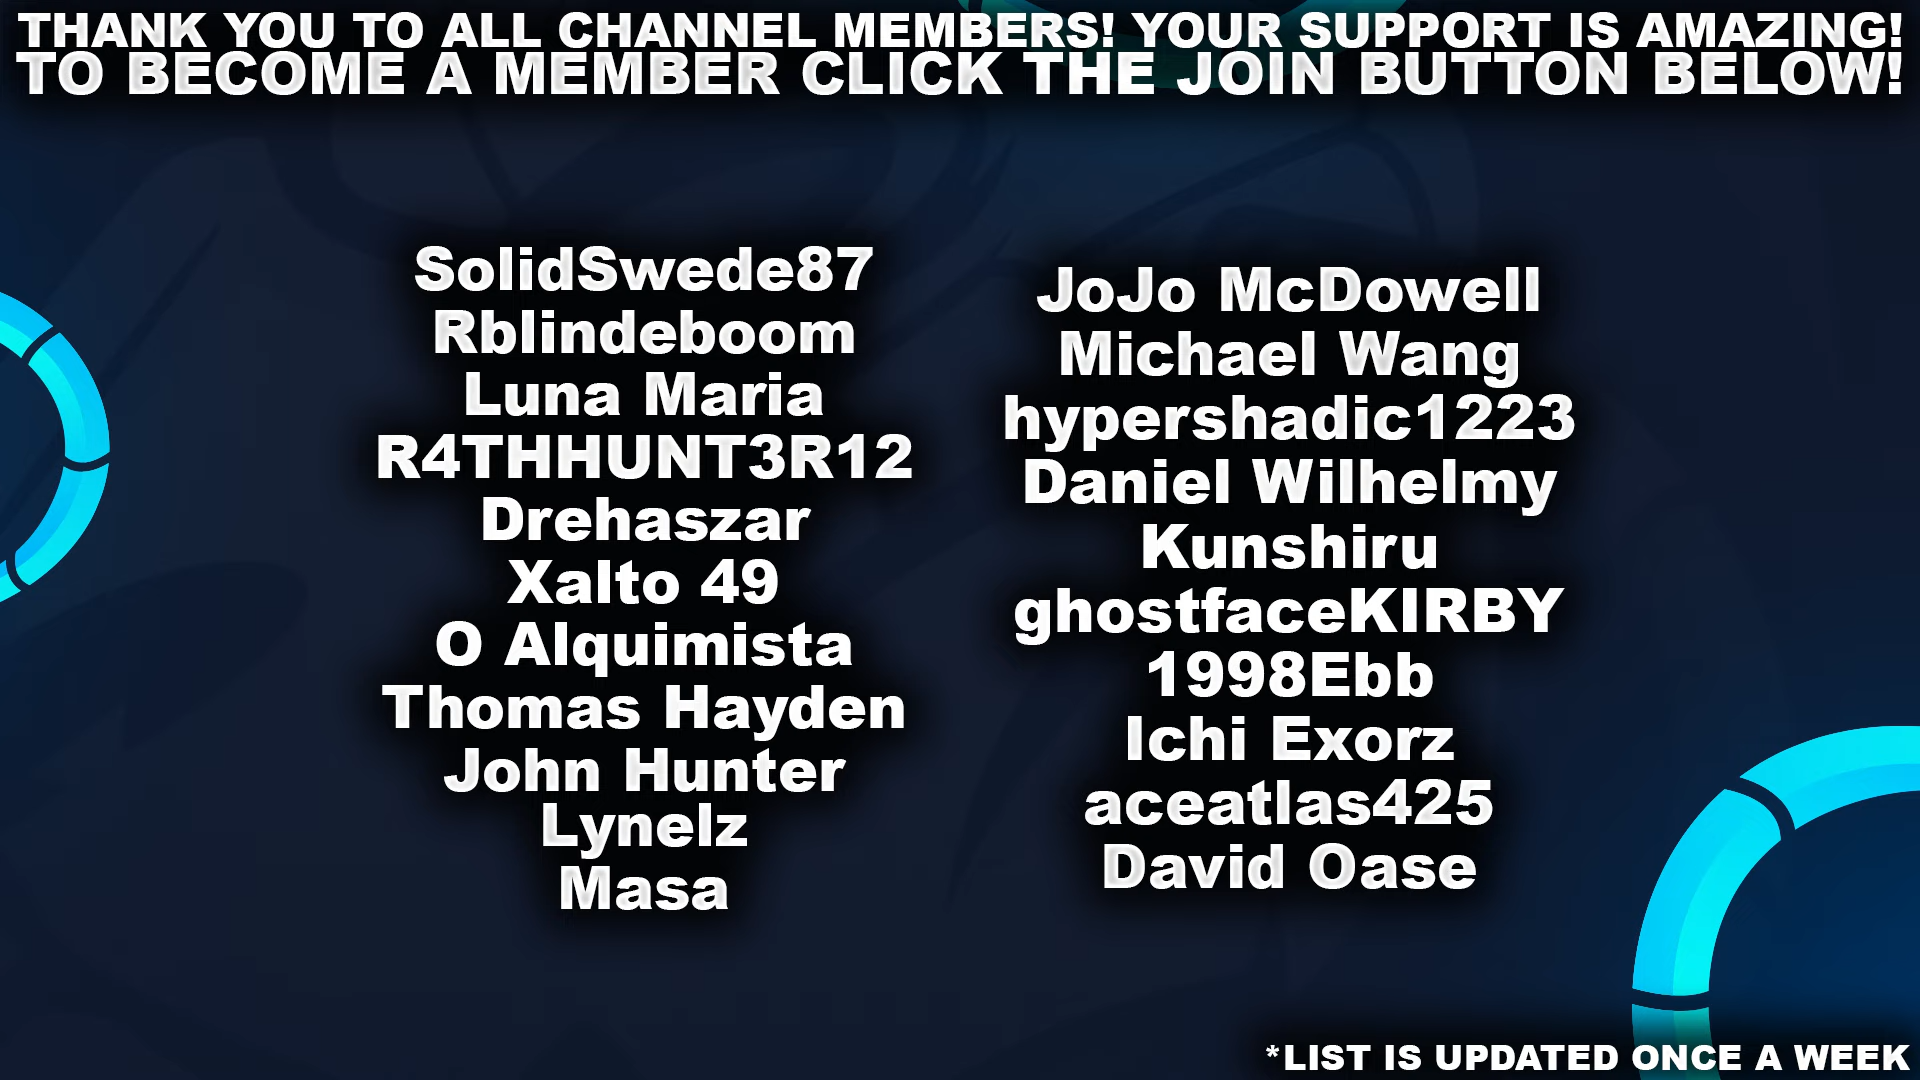 THANK YOU TO ALL CHANNEL MEMBERS! YOUR SUPPORT IS AMAZING!
TO BECOME A MEMBER CLICK THE JOIN BUTTON BELOW!
SolidSwede87
Rblindeboom
Luna Maria
R4THHUNT3R12
Drehaszar
Xalto 49
O Alquimista
Thomas Hayden
John Hunter
Lynelz
Masa
JoJo McDowell
Michael Wang
hypershadic1223
Daniel Wilhelmy
Kunshiru
ghostfaceKIRBY
1998Ebb
Ichi Exorz
aceatlas425
David Oase
*LIST IS UPDATED ONCE A WEEK